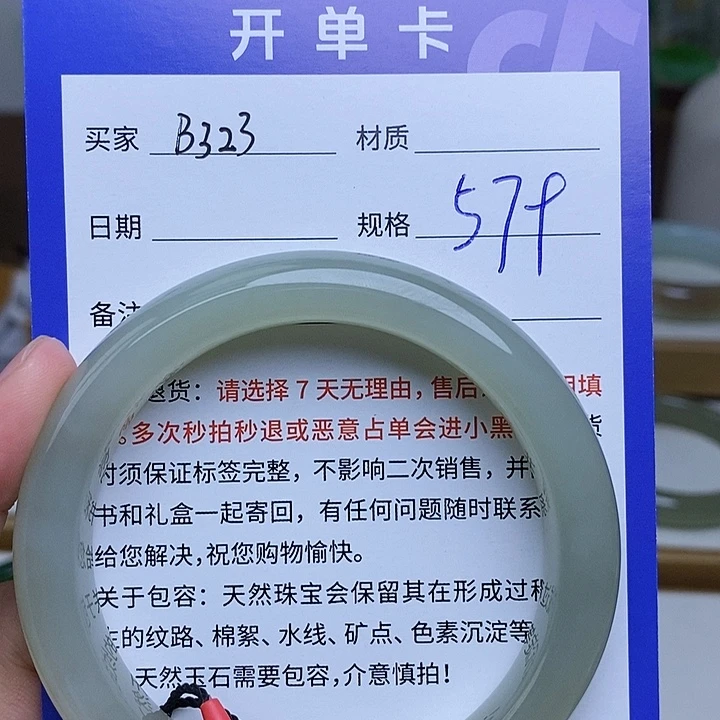 开单卡
买家 B323 材质
日期 规格 579
备注
退货：请选择7天无理由，售后 填
多次秒拍秒退或恶意占单会进小黑 货
时须保证标签完整，不影响二次销售，并
书和礼盒一起寄回，有任何问题随时联系
给您解决，祝您购物愉快。
关于包容：天然珠宝会保留其在形成过程
的纹路、棉絮、水线、矿点、色素沉淀等
天然玉石需要包容，介意慎拍！